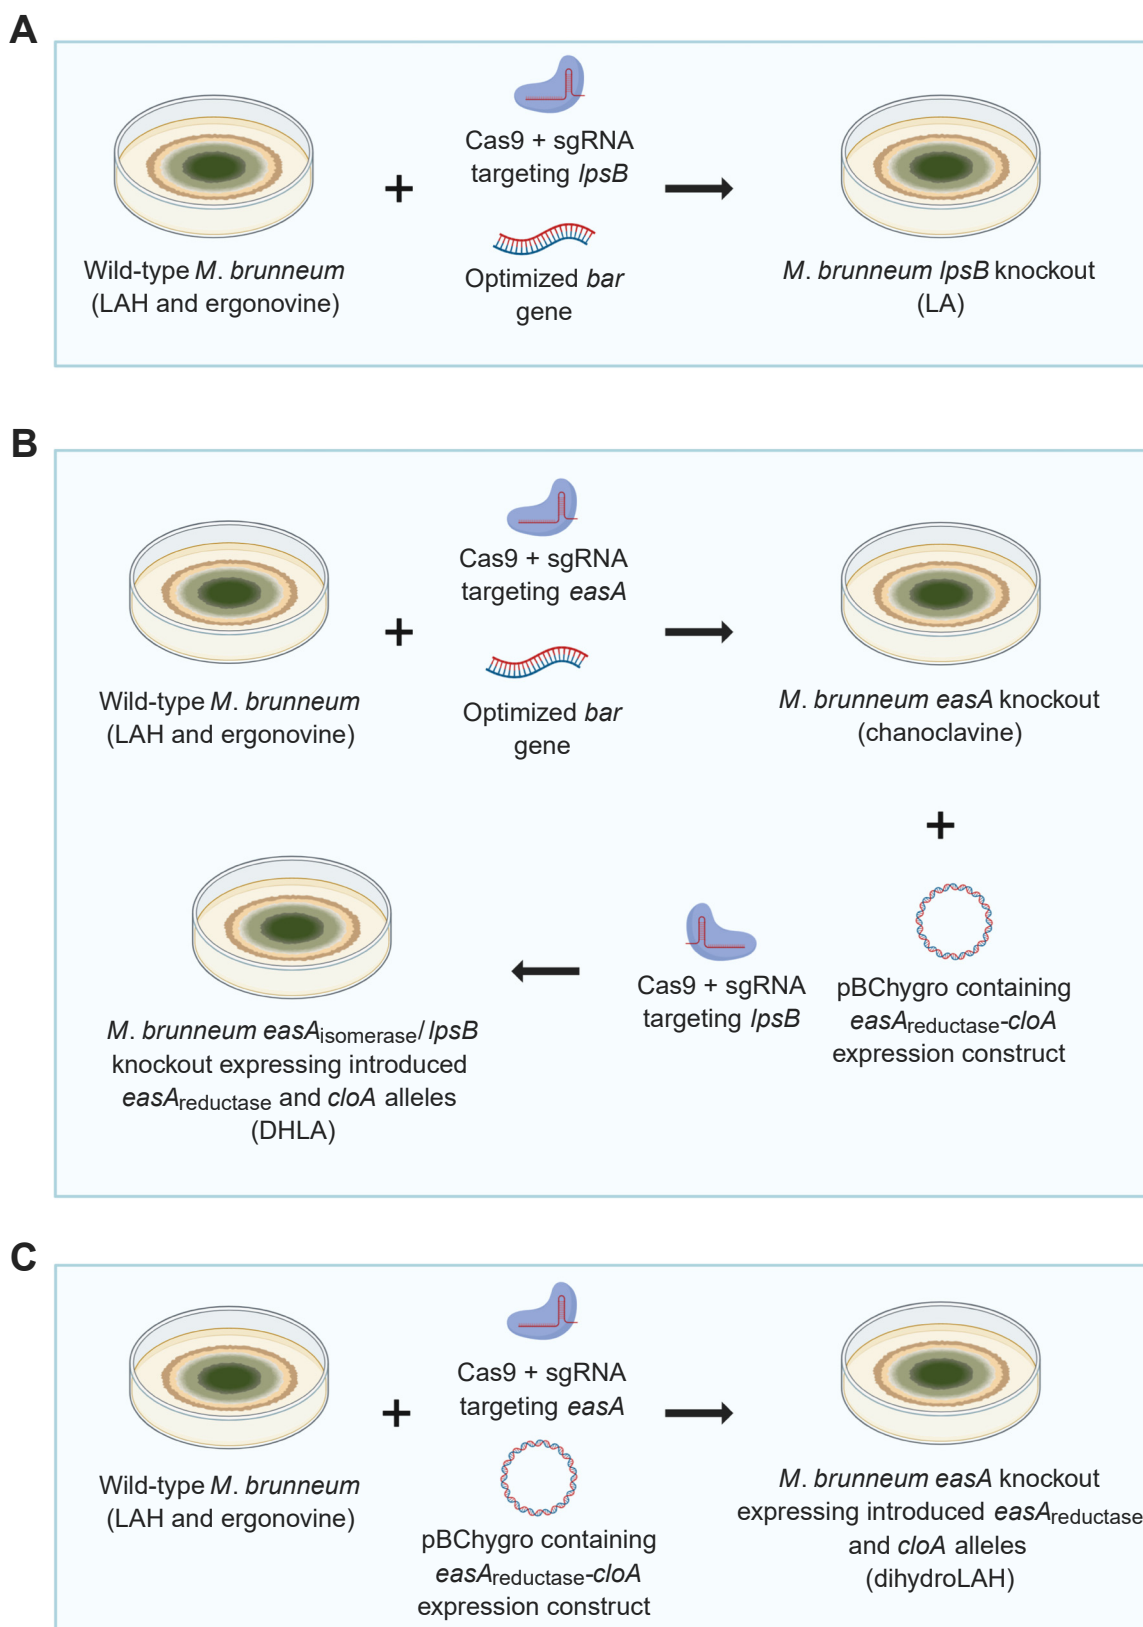 A
Cas9 + sgRNA
targeting lpsB
Optimized bar
gene
Wild-type M. brunneum
(LAH and ergonovine)
M. brunneum lpsB knockout
(LA)
B
Cas9 + sgRNA
targeting easA
Optimized bar
gene
Wild-type M. brunneum
(LAH and ergonovine)
M. brunneum easA knockout
(chanoclavine)
pBChygro containing
easAreductase-cloA
expression construct
Cas9 + sgRNA
targeting lpsB
M. brunneum easAisomerase/lpsB
knockout expressing introduced
easAreductase and cloA alleles
(DHLA)
C
Cas9 + sgRNA
targeting easA
pBChygro containing
easAreductase-cloA
expression construct
Wild-type M. brunneum
(LAH and ergonovine)
M. brunneum easA knockout
expressing introduced easAreductase
and cloA alleles
(dihydroLAH)